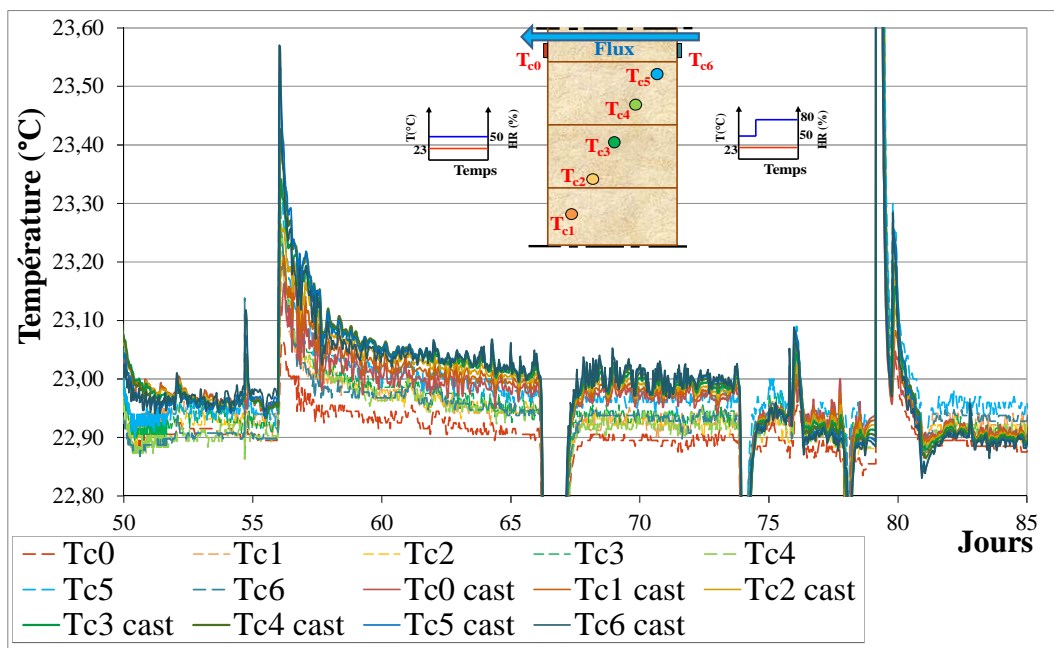 23,60
23,50
23,40
23,30
23,20
23,10
23,00
22,90
22,80
Température (°C)
50
55
60
65
70
75
80
85
Jours
Flux
Tc0
Tc6
Tc5
Tc4
Tc3
Tc2
Tc1
T(°C)
23
50
HR (%)
Temps
T(°C)
23
80
50
HR (%)
Temps
Tc0 Tc1 Tc2 Tc3 Tc4
Tc5 Tc6 Tc0 cast Tc1 cast Tc2 cast
Tc3 cast Tc4 cast Tc5 cast Tc6 cast